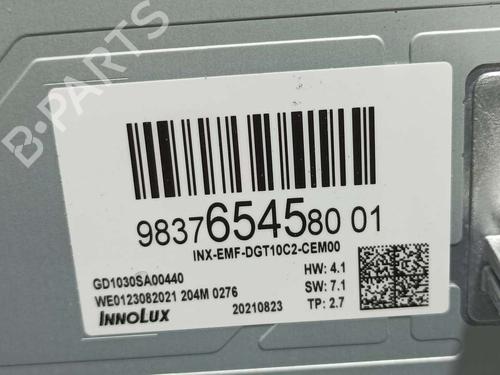 B-PARTS
9837654580 01
INX-EMF-DGT10C2-CEM00
GD1030SA00440
HW: 4.1
WE0123082021 204M 0276
SW: 7.1
INNOLUX
20210823
TP: 2.7